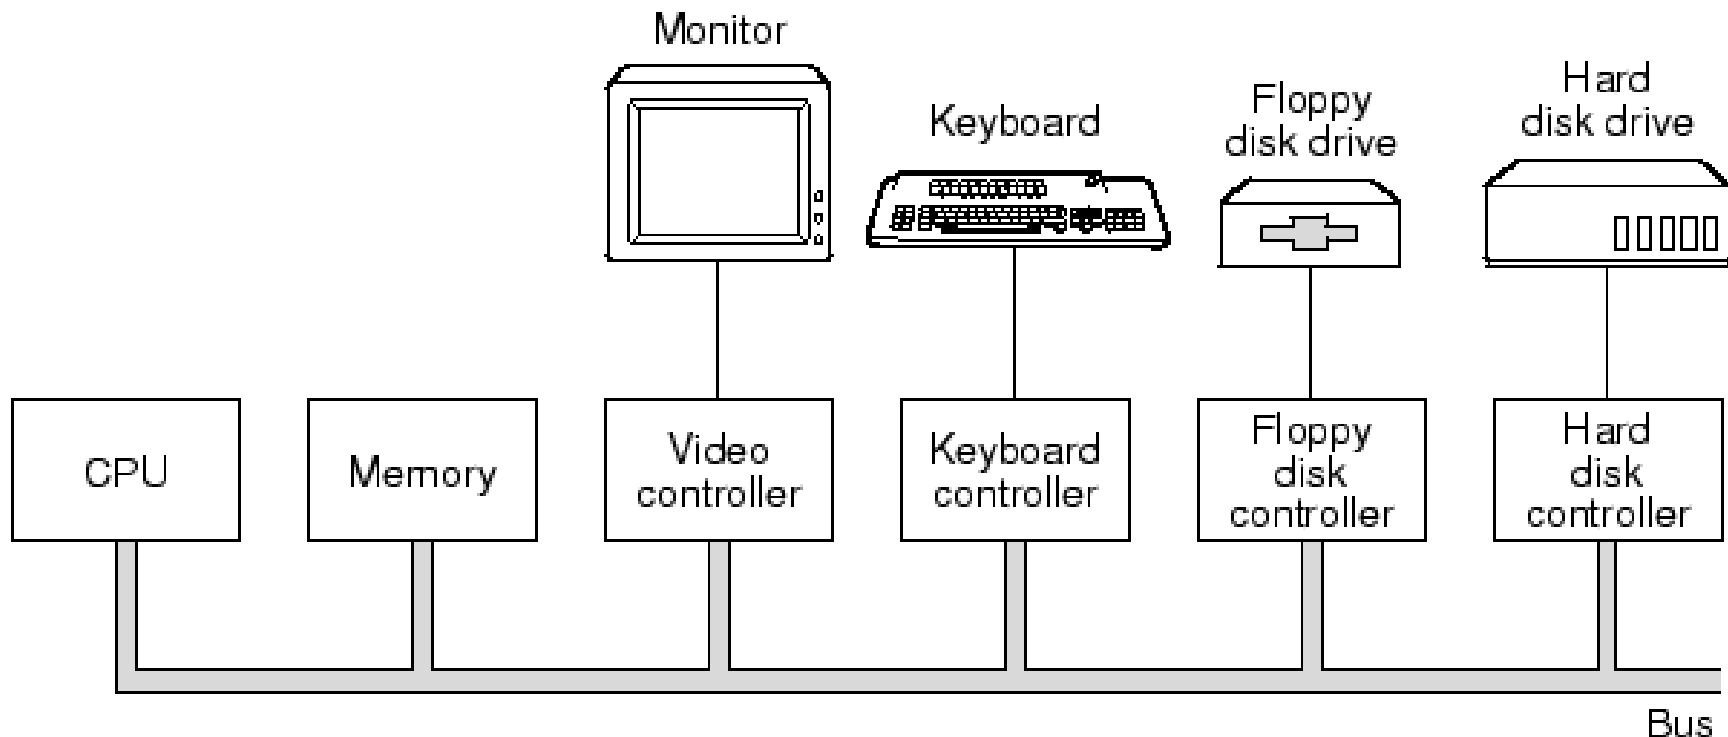 Monitor
Keyboard
Floppy
disk drive
Hard
disk drive
CPU
Memory
Video
controller
Keyboard
controller
Floppy
disk
controller
Hard
disk
controller
Bus